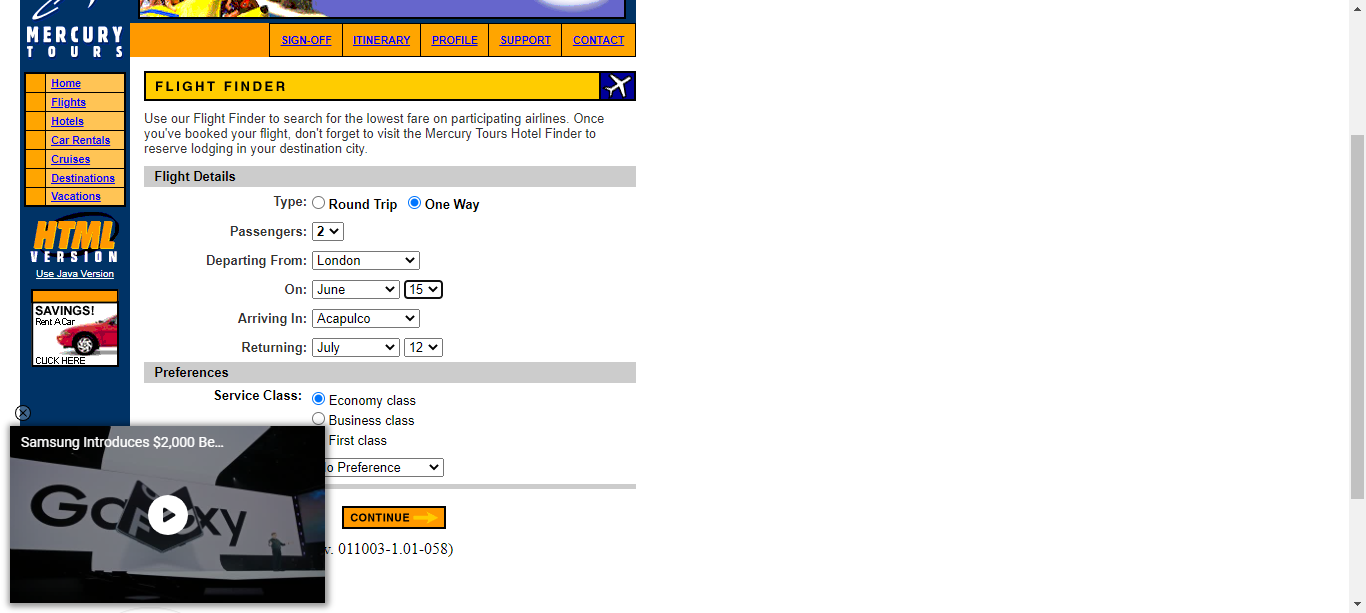 MERCURY
TOURS
SIGN-OFF ITINERARY PROFILE SUPPORT CONTACT
Home
Flights
Hotels
Car Rentals
Cruises
Destinations
Vacations
HTML
VERSION
Use Java Version
SAVINGS!
Rent A Car
CLICK HERE
FLIGHT FINDER
Use our Flight Finder to search for the lowest fare on participating airlines. Once
you've booked your flight, don't forget to visit the Mercury Tours Hotel Finder to
reserve lodging in your destination city.
Flight Details
Type: Round Trip One Way
Passengers: 2
Departing From: London
On: June 15
Arriving In: Acapulco
Returning: July 12
Preferences
Service Class: Economy class
Business class
First class
o Preference
CONTINUE
v. 011003-1.01-058)
Samsung Introduces $2,000 Be...
Galaxy